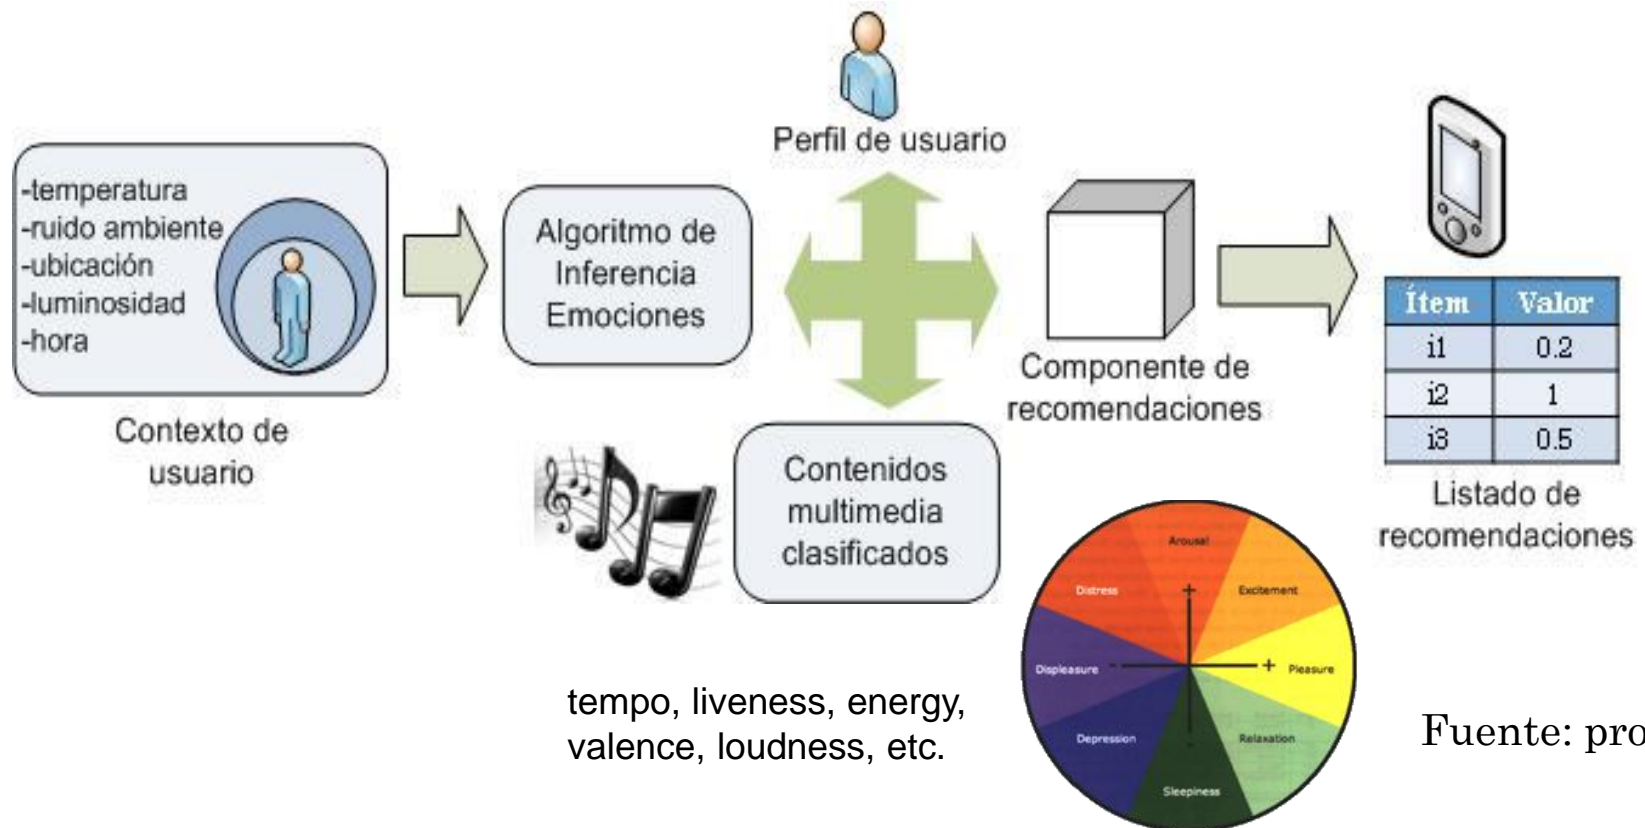 -temperatura
-ruido ambiente
-ubicación
-luminosidad
-hora
Contexto de
usuario
Algoritmo de
Inferencia
Emociones
Perfil de usuario
Contenidos
multimedia
clasificados
Componente de
recomendaciones
Ítem Valor
i1 0.2
i2 1
i3 0.5
Listado de
recomendaciones
tempo, liveness, energy,
valence, loudness, etc.
Arousal
Distress
+
Excitement
Displeasure
-
+
Pleasure
Depression
-
Relaxation
Sleepiness
Fuente: pro